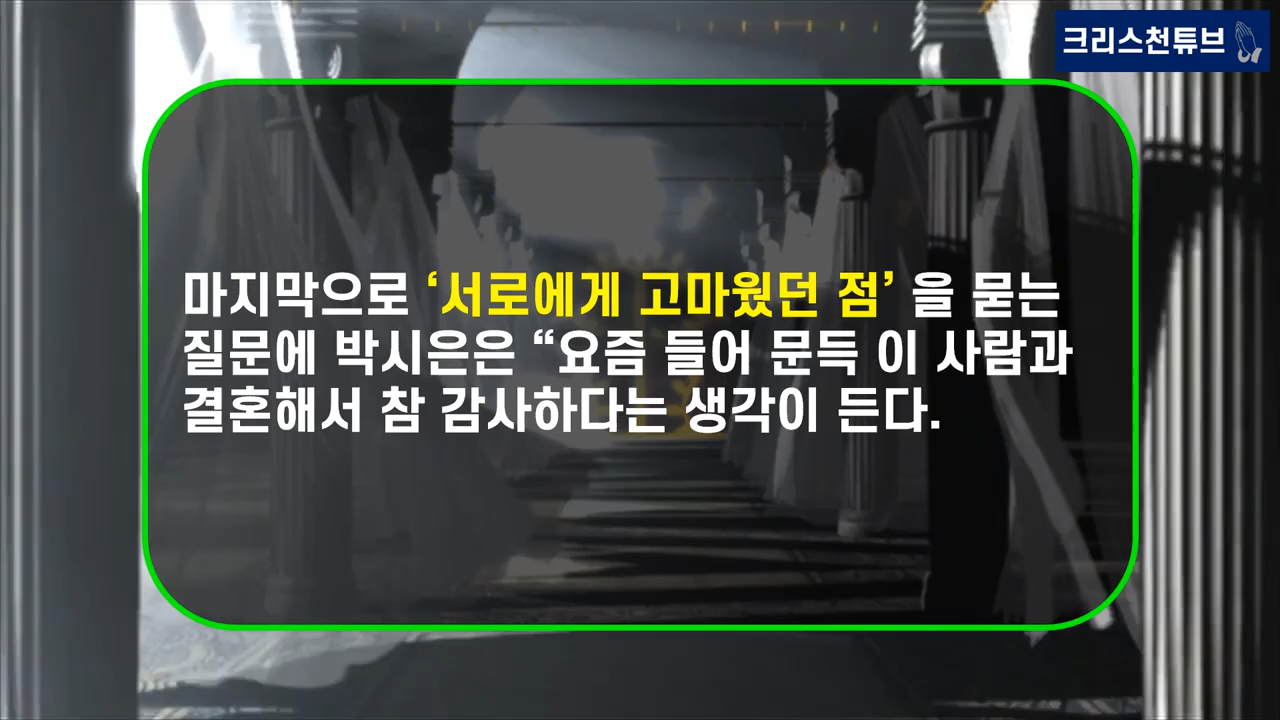 크리스천튜브
마지막으로 ‘서로에게 고마웠던 점’ 을 묻는
질문에 박시은은 “요즘 들어 문득 이 사람과
결혼해서 참 감사하다는 생각이 든다.